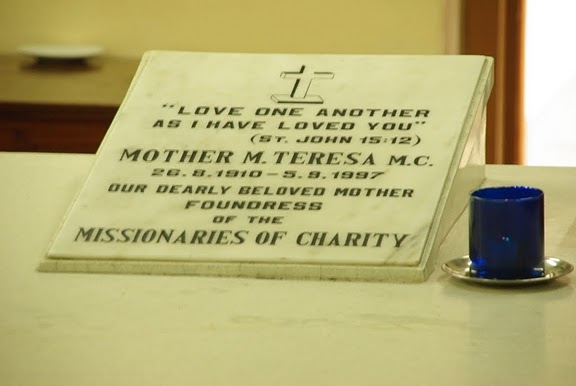 "LOVE ONE ANOTHER
AS I HAVE LOVED YOU"
(ST. JOHN 15:12)
MOTHER M. TERESA M.C.
26-8-1910-5-9-1997
OUR DEARLY BELOVED MOTHER
FOUNDRESS
OF THE
MISSIONARIES OF CHARITY